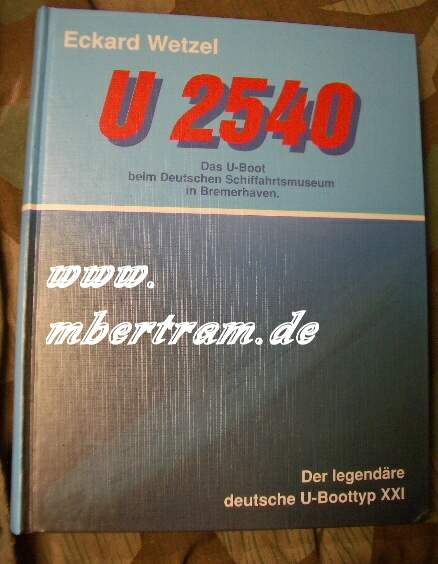 Eckard Wetzel
U 2540
Das U-Boot
beim Deutschen Schiffahrtsmuseum
in Bremerhaven.
www.
mbertram.de
Der legendäre
deutsche U-Boottyp XXI